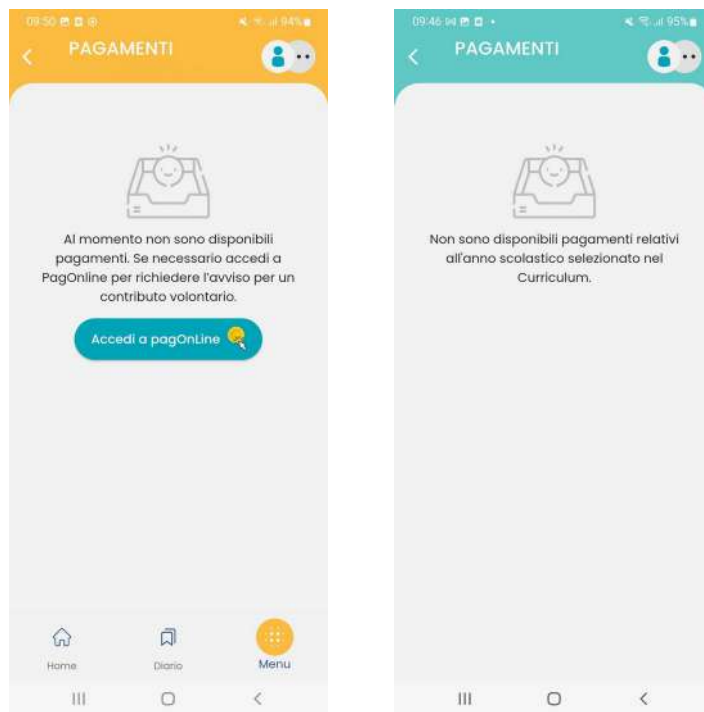 09:50 94%
PAGAMENTI
Al momento non sono disponibili
pagamenti. Se necessario accedi a
PagOnline per richiedere l'avviso per un
contributo volontario.
Accedi a pagOnLine
Home Diario Menu
09:46 95%
PAGAMENTI
Non sono disponibili pagamenti relativi
all'anno scolastico selezionato nel
Curriculum.